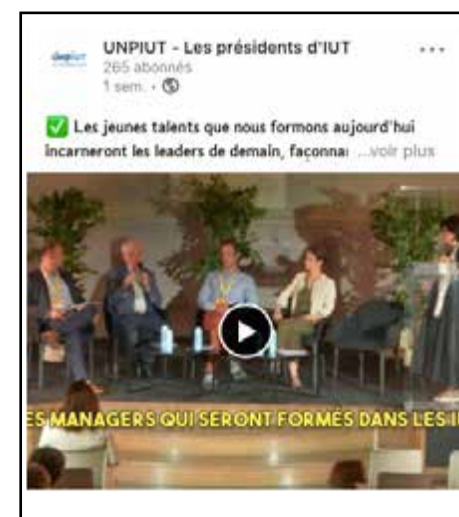 unpiut
UNPIUT - Les présidents d'IUT
265 abonnés
1 sem. •
Les jeunes talents que nous formons aujourd'hui
incarneront les leaders de demain, façonna ...voir plus
ES MANAGERS QUI SERONT FORMÉS DANS LES I